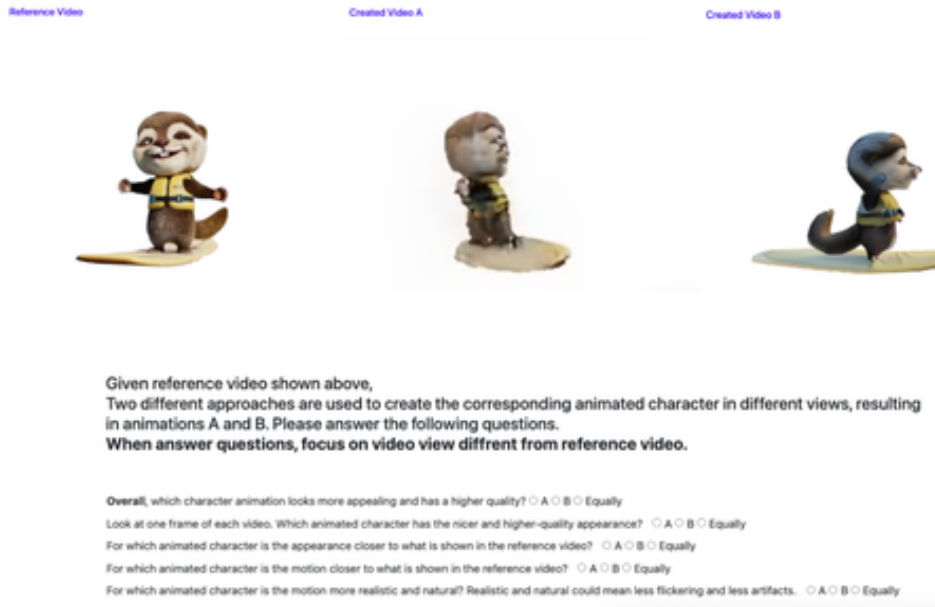 Reference Video
Created Video A
Created Video B
Given reference video shown above,
Two different approaches are used to create the corresponding animated character in different views, resulting
in animations A and B. Please answer the following questions.
When answer questions, focus on video view diffrent from reference video.
Overall, which character animation looks more appealing and has a higher quality? A B Equally
Look at one frame of each video. Which animated character has the nicer and higher-quality appearance? A B Equally
For which animated character is the appearance closer to what is shown in the reference video? A B Equally
For which animated character is the motion closer to what is shown in the reference video? A B Equally
For which animated character is the motion more realistic and natural? Realistic and natural could mean less flickering and less artifacts. A B Equally